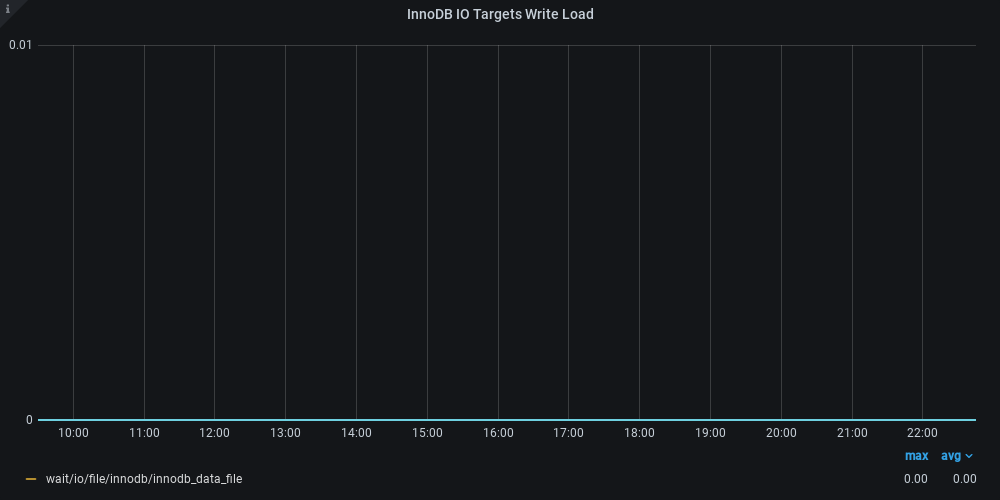 i
InnoDB IO Targets Write Load
0.01
0
10:00 11:00 12:00 13:00 14:00 15:00 16:00 17:00 18:00 19:00 20:00 21:00 22:00
max avg
wait/io/file/innodb/innodb_data_file 0.00 0.00